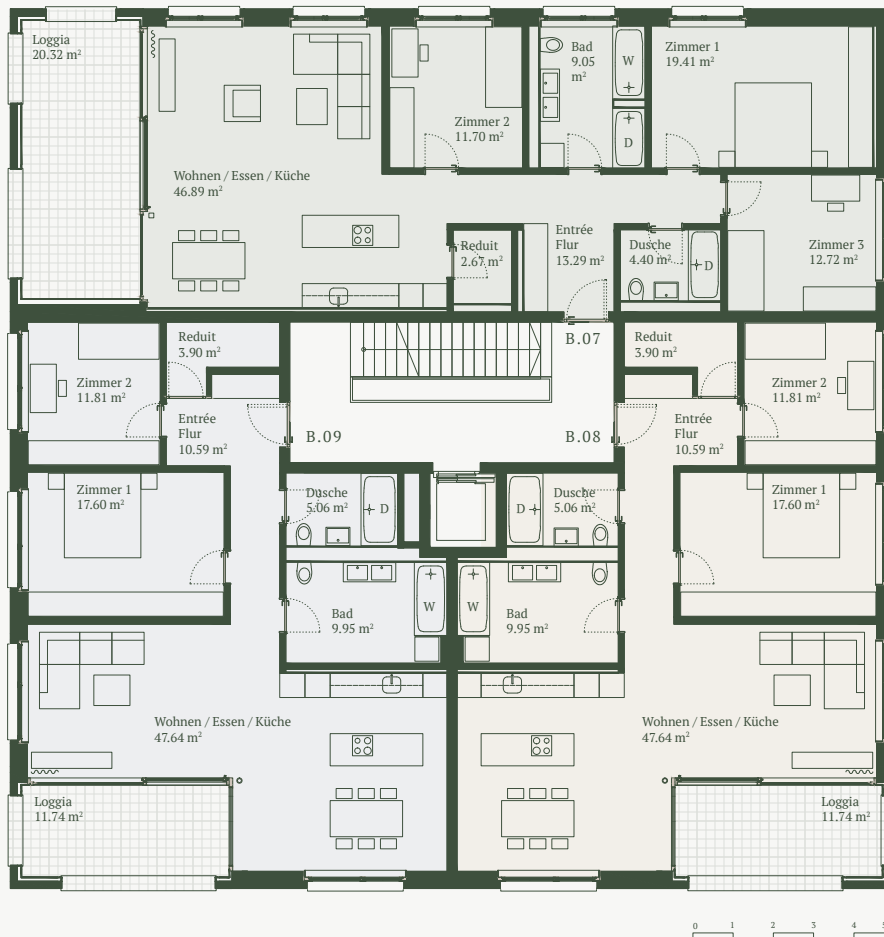 Loggia
20.32 m²
Wohnen / Essen / Küche
46.89 m²
Zimmer 2
11.70 m²
Bad
9.05
m²
W
D
Zimmer 1
19.41 m²
Reduit
2.67 m²
Entrée
Flur
13.29 m²
Dusche
4.40 m²
D
Zimmer 3
12.72 m²
B.07
Zimmer 2
11.81 m²
Reduit
3.90 m²
Entrée
Flur
10.59 m²
B.09
B.08
Reduit
3.90 m²
Entrée
Flur
10.59 m²
Zimmer 2
11.81 m²
Zimmer 1
17.60 m²
Dusche
5.06 m²
D
D
Dusche
5.06 m²
Zimmer 1
17.60 m²
Bad
9.95 m²
W
W
Bad
9.95 m²
Wohnen / Essen / Küche
47.64 m²
Wohnen / Essen / Küche
47.64 m²
Loggia
11.74 m²
Loggia
11.74 m²
0 1 2 3 4